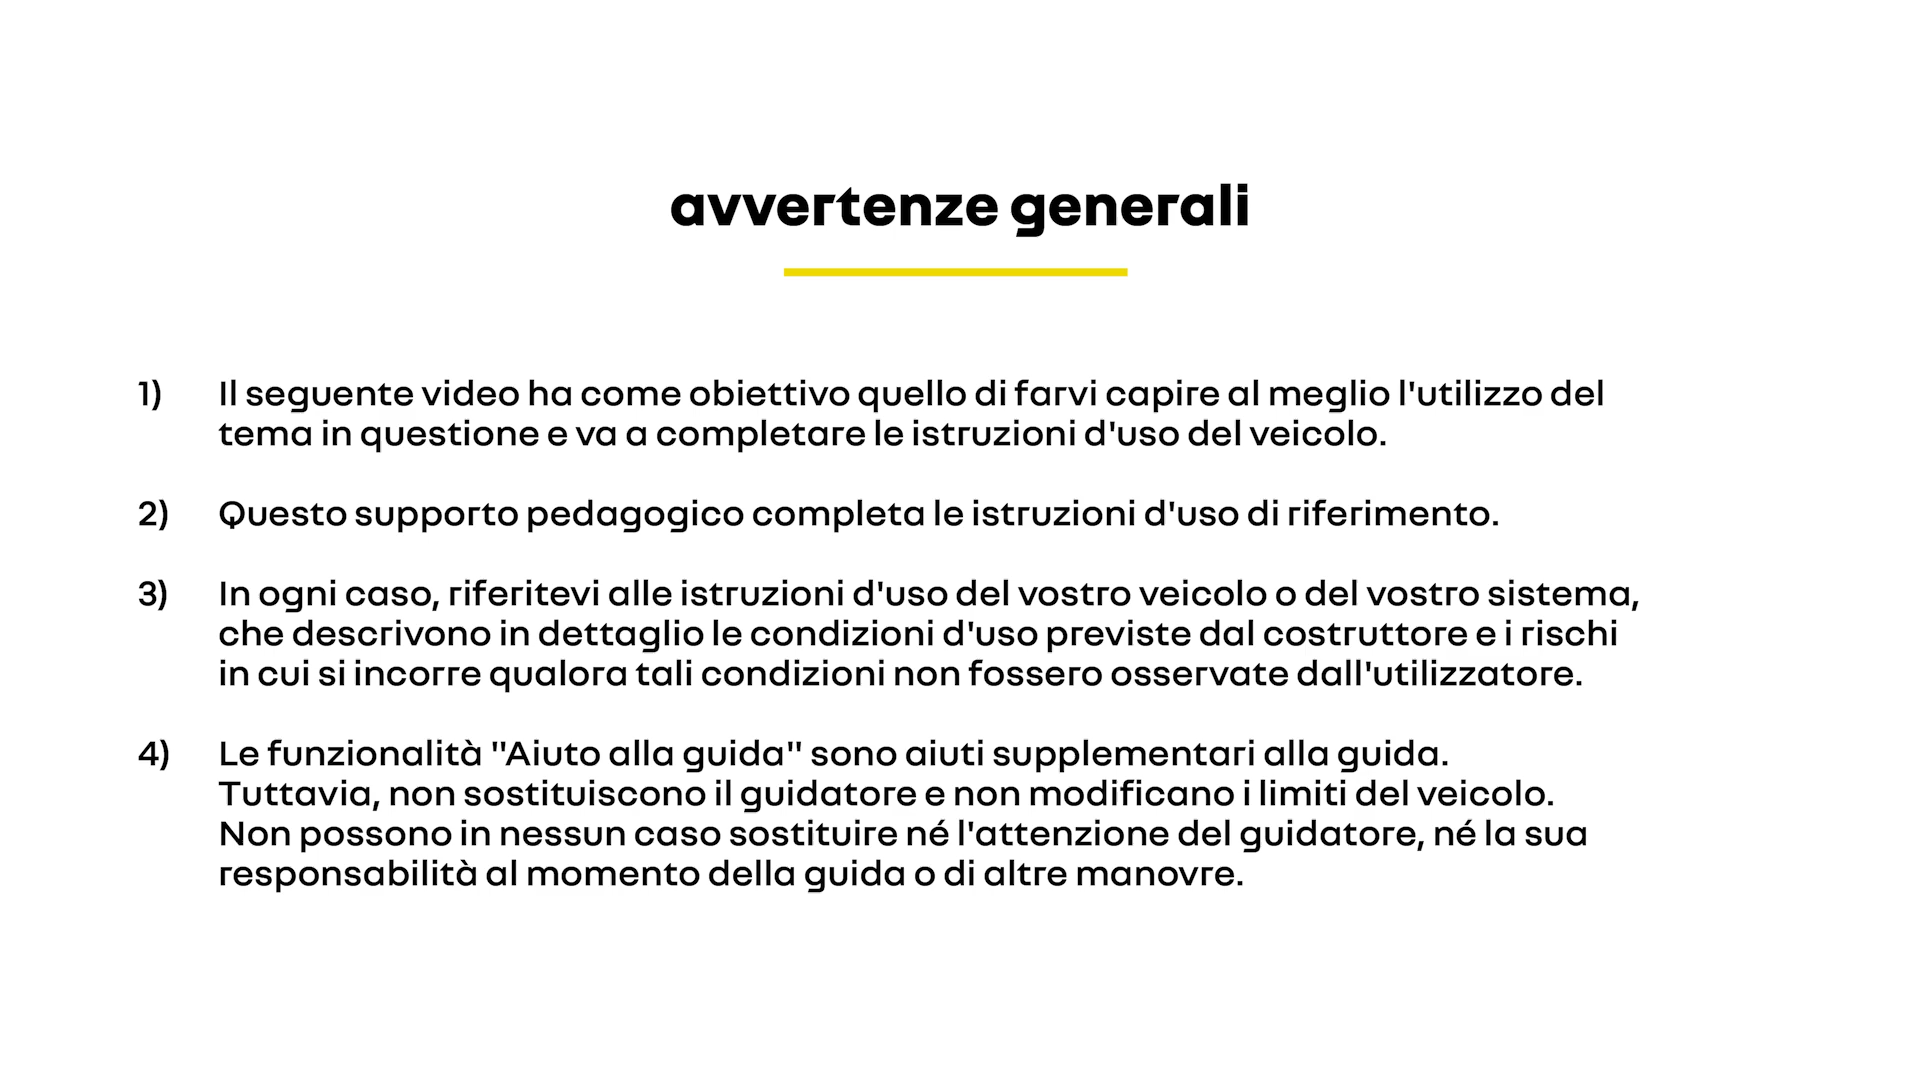 avvertenze generali
1) Il seguente video ha come obiettivo quello di farvi capire al meglio l'utilizzo del
tema in questione e va a completare le istruzioni d'uso del veicolo.
2) Questo supporto pedagogico completa le istruzioni d'uso di riferimento.
3) In ogni caso, riferitevi alle istruzioni d'uso del vostro veicolo o del vostro sistema,
che descrivono in dettaglio le condizioni d'uso previste dal costruttore e i rischi
in cui si incorre qualora tali condizioni non fossero osservate dall'utilizzatore.
4) Le funzionalità "Aiuto alla guida" sono aiuti supplementari alla guida.
Tuttavia, non sostituiscono il guidatore e non modificano i limiti del veicolo.
Non possono in nessun caso sostituire né l'attenzione del guidatore, né la sua
responsabilità al momento della guida o di altre manovre.